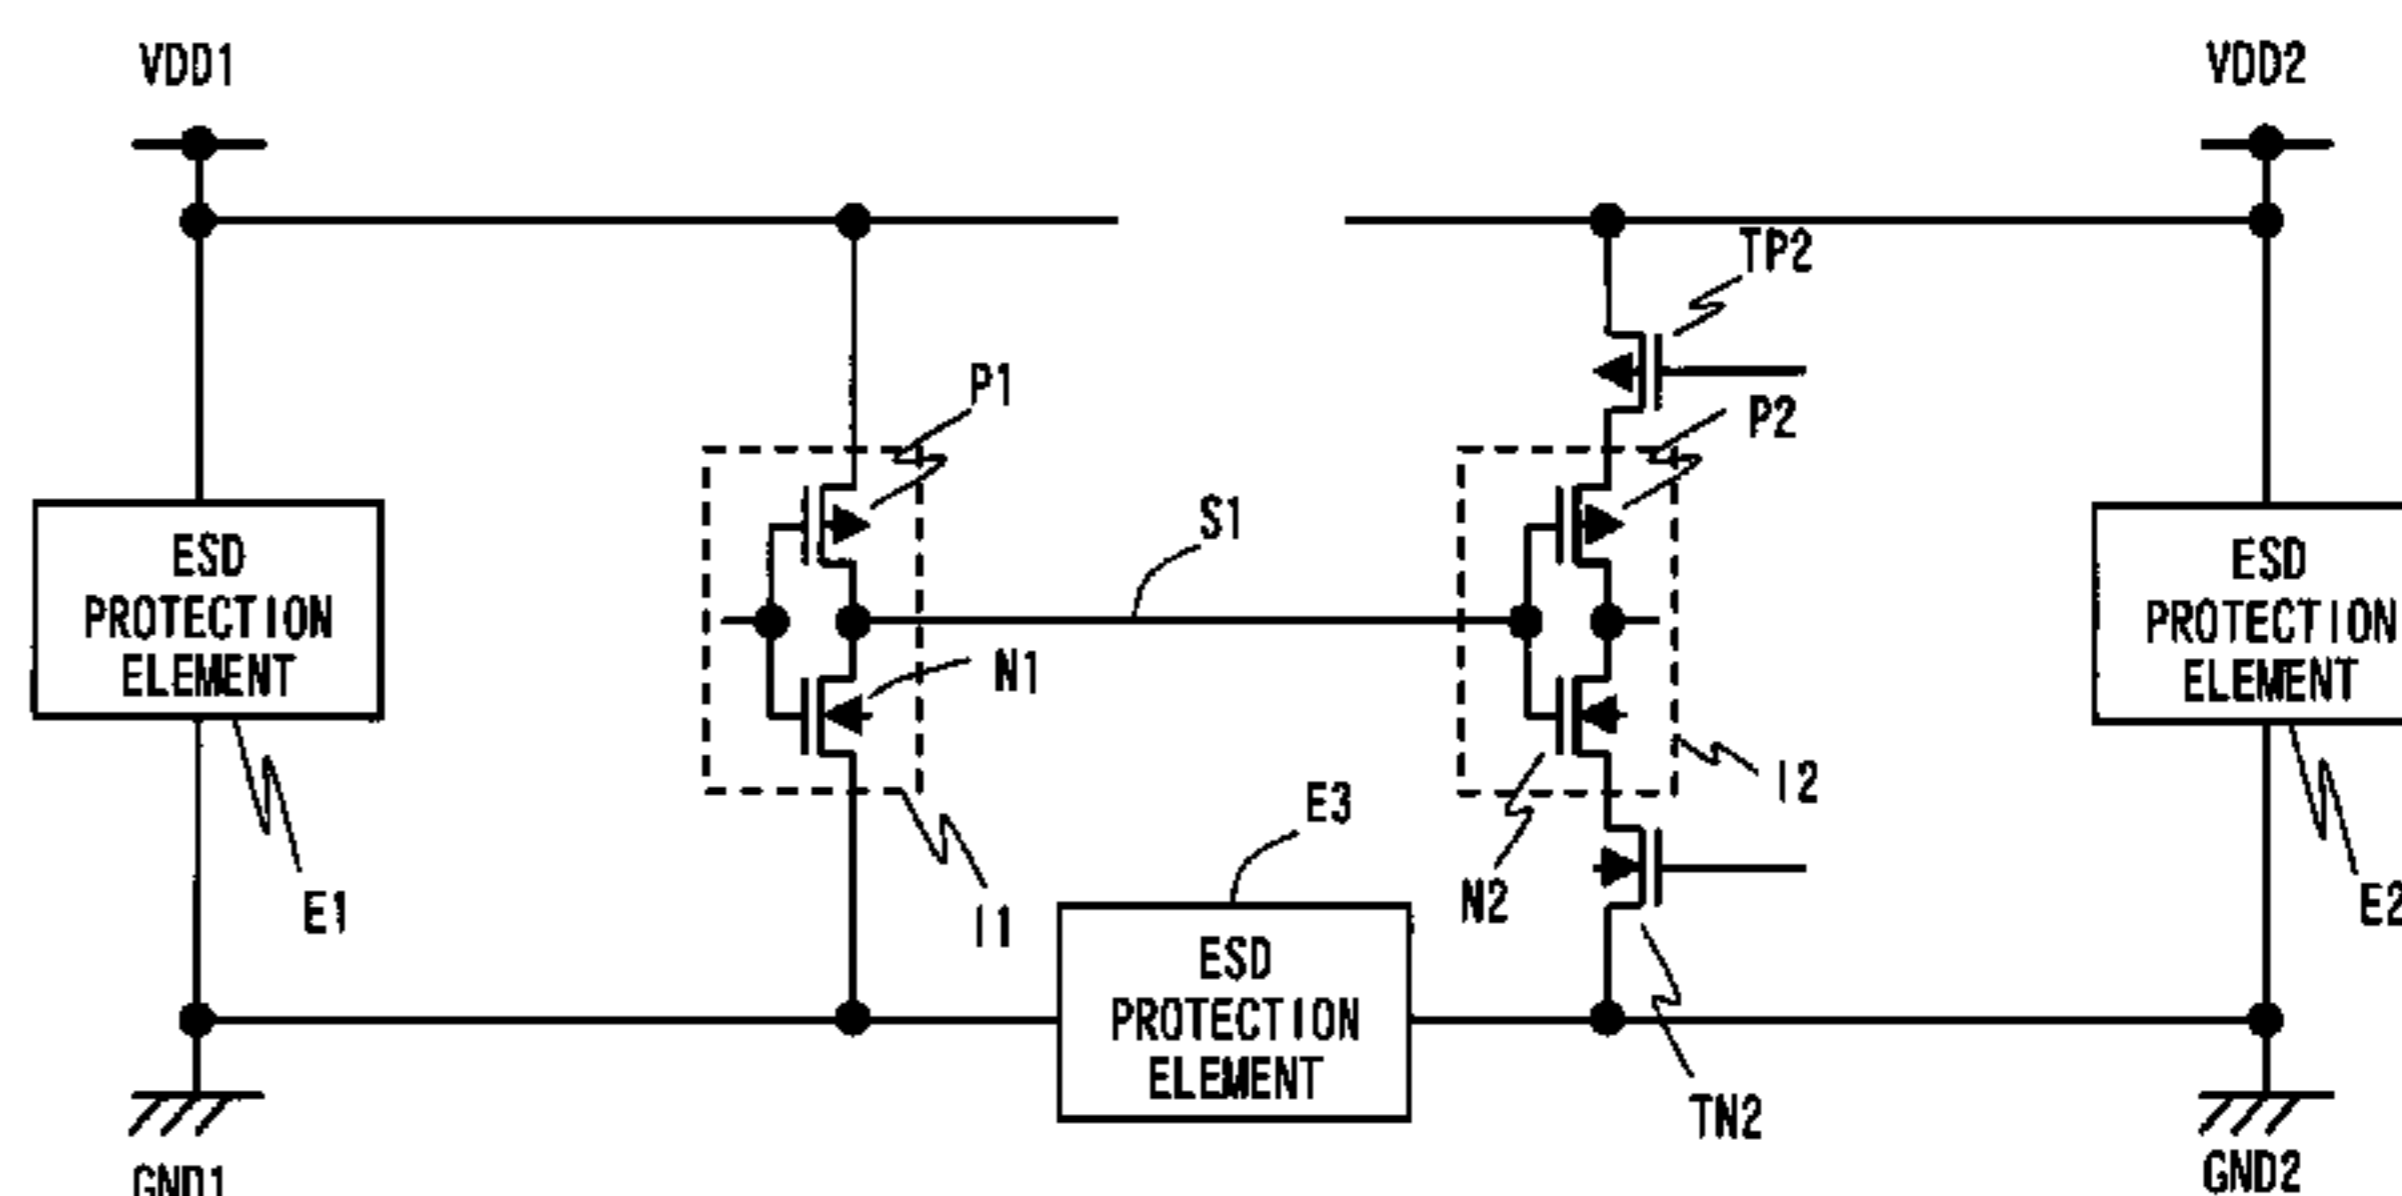 VDD1
VDD2
TP2
P1
P2
S1
ESD
PROTECTION
ELEMENT
ESD
PROTECTION
ELEMENT
N1
I2
E3
E1
I1
N2
E2
ESD
PROTECTION
ELEMENT
TN2
GND1
GND2